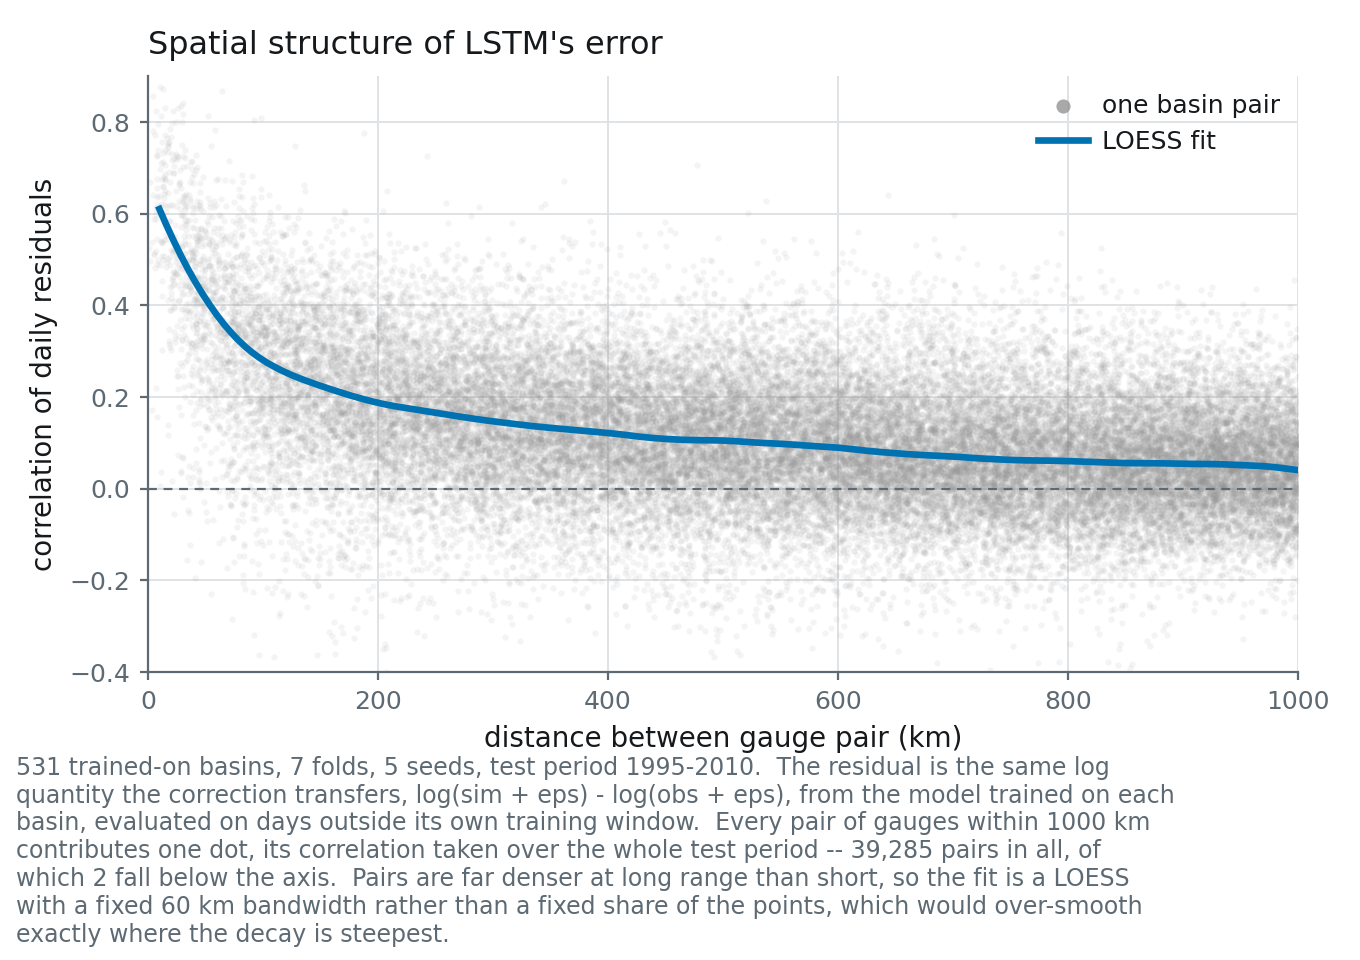 Spatial structure of LSTM's error
one basin pair
LOESS fit
correlation of daily residuals
0.8
0.6
0.4
0.2
0.0
−0.2
−0.4
0
200
400
600
800
1000
distance between gauge pair (km)
531 trained-on basins, 7 folds, 5 seeds, test period 1995-2010.  The residual is the same log
quantity the correction transfers, log(sim + eps) - log(obs + eps), from the model trained on each
basin, evaluated on days outside its own training window.  Every pair of gauges within 1000 km
contributes one dot, its correlation taken over the whole test period -- 39,285 pairs in all, of
which 2 fall below the axis.  Pairs are far denser at long range than short, so the fit is a LOESS
with a fixed 60 km bandwidth rather than a fixed share of the points, which would over-smooth
exactly where the decay is steepest.